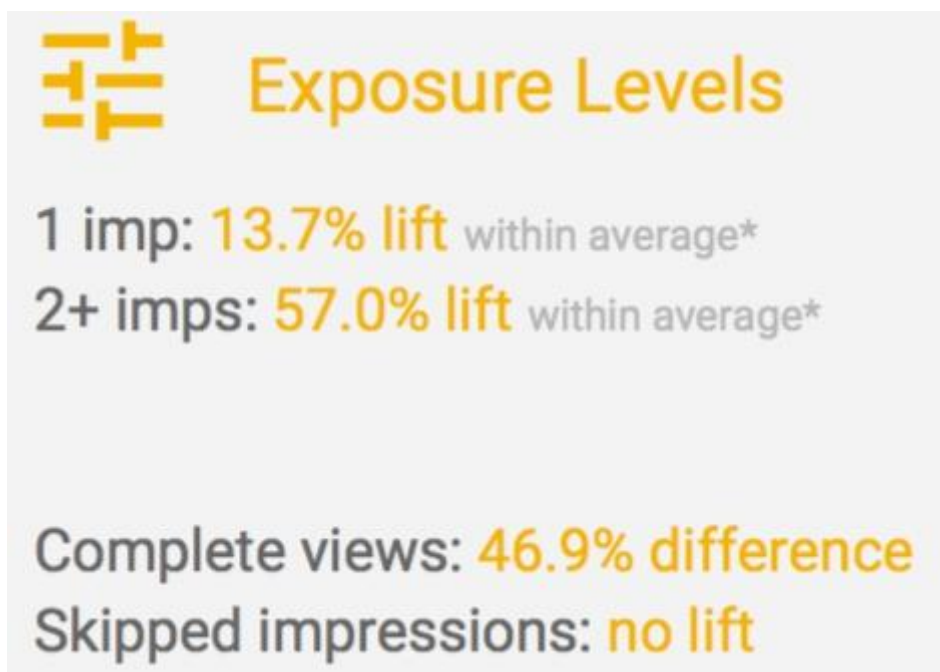 Exposure Levels
1 imp: 13.7% lift within average*
2+ imps: 57.0% lift within average*
Complete views: 46.9% difference
Skipped impressions: no lift